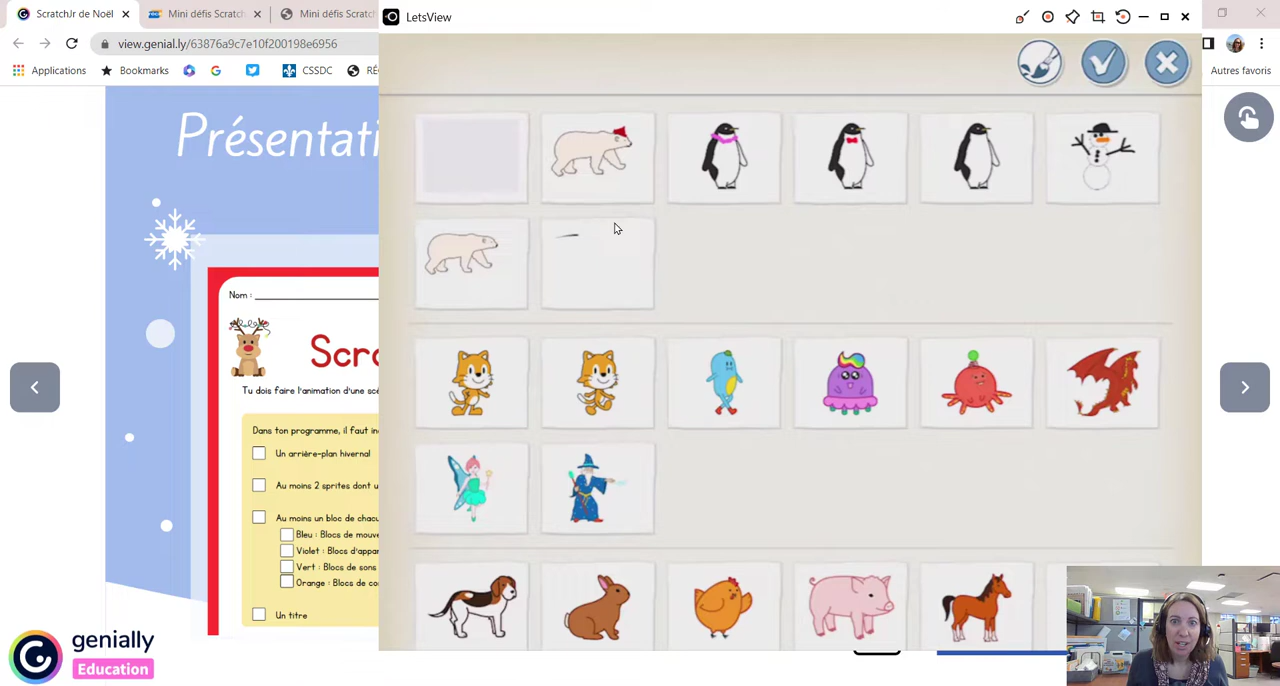 ScratchJr de Noël
Mini défis Scratch
Mini défis Scratch
LetsView
view.genial.ly/63876a9c7e10f200198e6956
Applications
Bookmarks
CSSDC
Autres favoris
Présentati
Nom :
Scr
Tu dois faire l'animation d'une sc
Dans ton programme, il faut in
Un arrière-plan hivernal
Au moins 2 sprites dont u
Au moins un bloc de chacu
Bleu : Blocs de mouve
Violet : Blocs d'appar
Vert : Blocs de sons
Orange : Blocs de co
Un titre
genially
Education